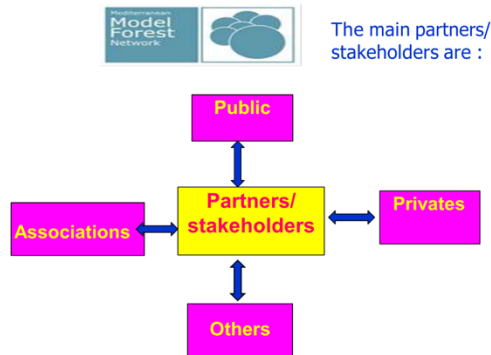 Mediterranean
Model
Forest
Network
The main partners/
stakeholders are :
Public
Partners/
stakeholders
Privates
Associations
Others